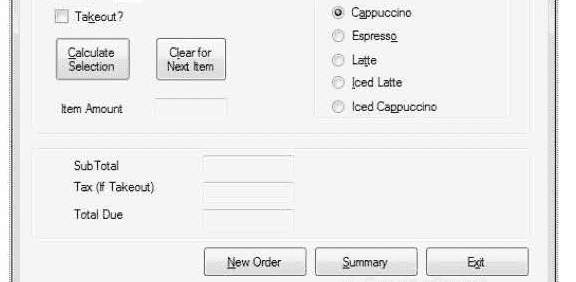 Takeout?
Cappuccino
Espresso
Calculate Selection
Clear for Next Item
Latte
Iced Latte
Item Amount
Iced Cappuccino
SubTotal
Tax (If Takeout)
Total Due
New Order
Summary
Exit